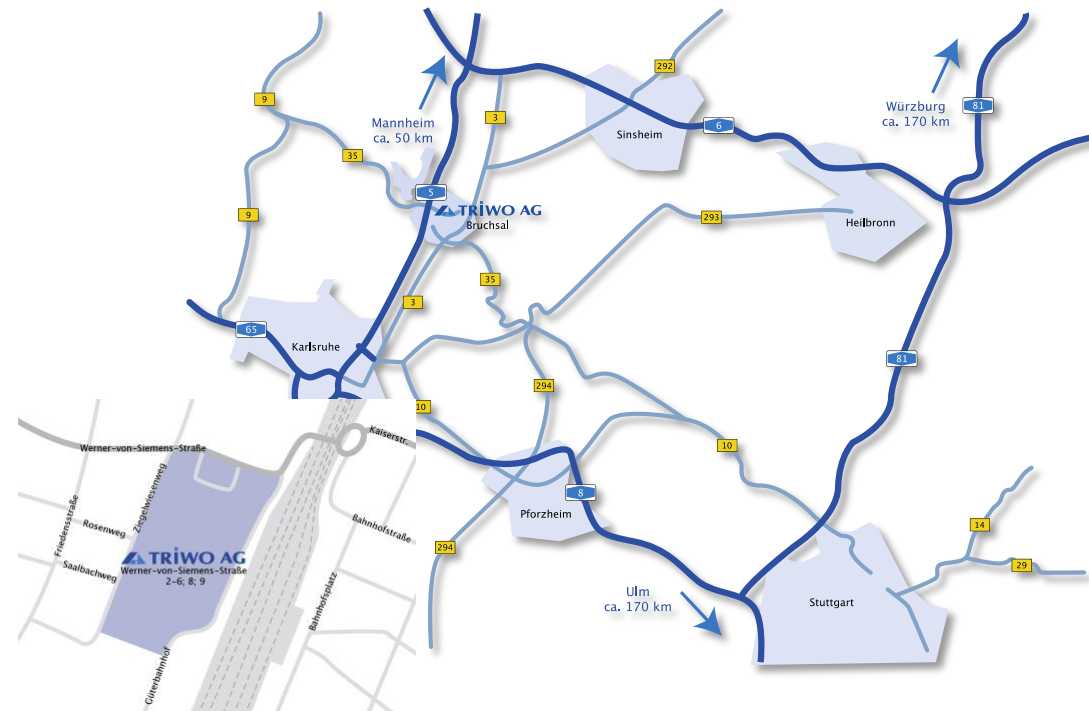 292
9
3
Mannheim
ca. 50 km
Würzburg
ca. 170 km
81
6
Sinsheim
35
5
TRIWO AG
Bruchsal
9
293
Heilbronn
35
3
65
Karlsruhe
81
294
10
10
8
Pforzheim
294
14
29
Ulm
ca. 170 km
Stuttgart
Werner-von-Siemens-Straße
Kaiserstr.
Ziegelwiesenweg
Friedensstraße
Rosenweg
Bahnhofstraße
Saalbachweg
TRIWO AG
Werner-von-Siemens-Straße
2-6; 8; 9
Bahnhofsplatz
Güterbahnhof